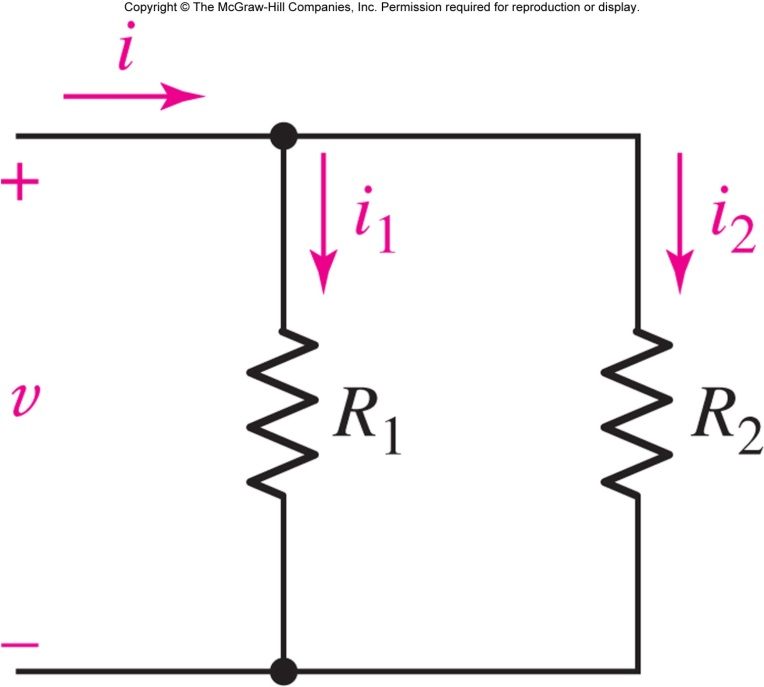 Copyright © The McGraw-Hill Companies, Inc. Permission required for reproduction or display.
i
+
i₁
i₂
v
R₁
R₂
–